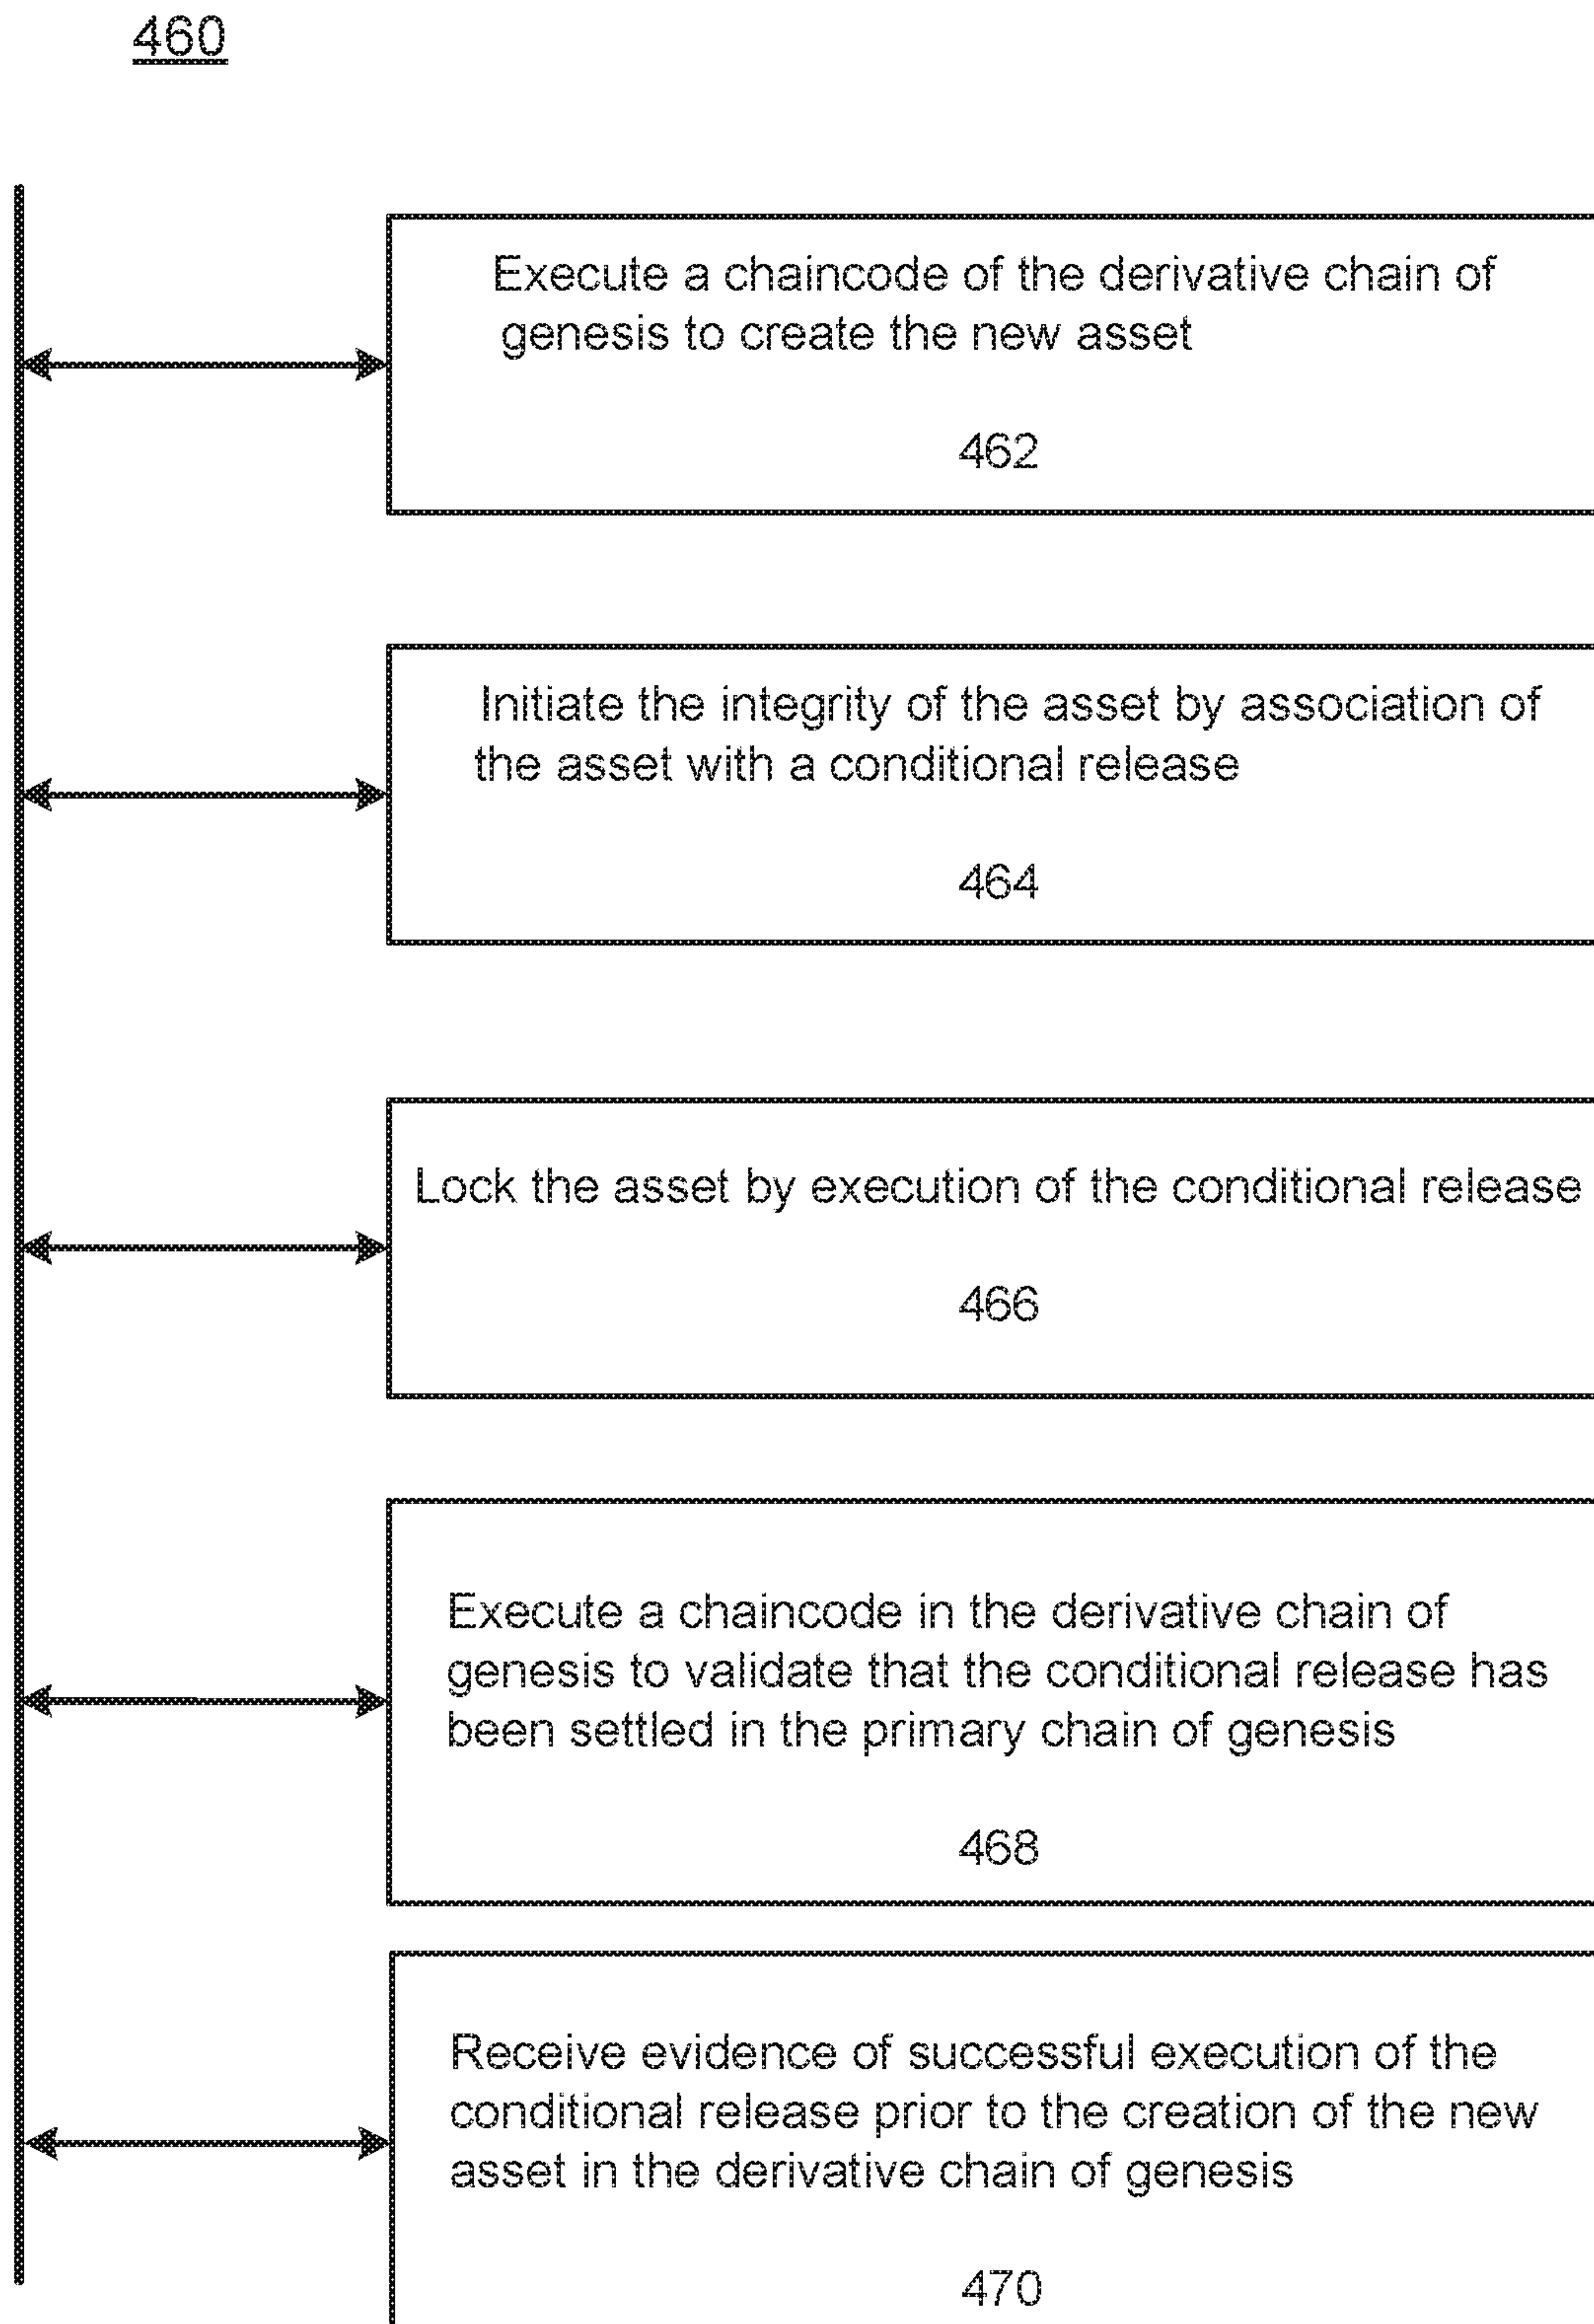 460
Execute a chaincode of the derivative chain of
genesis to create the new asset
462
Initiate the integrity of the asset by association of
the asset with a conditional release
464
Lock the asset by execution of the conditional release
466
Execute a chaincode in the derivative chain of
genesis to validate that the conditional release has
been settled in the primary chain of genesis
468
Receive evidence of successful execution of the
conditional release prior to the creation of the new
asset in the derivative chain of genesis
470